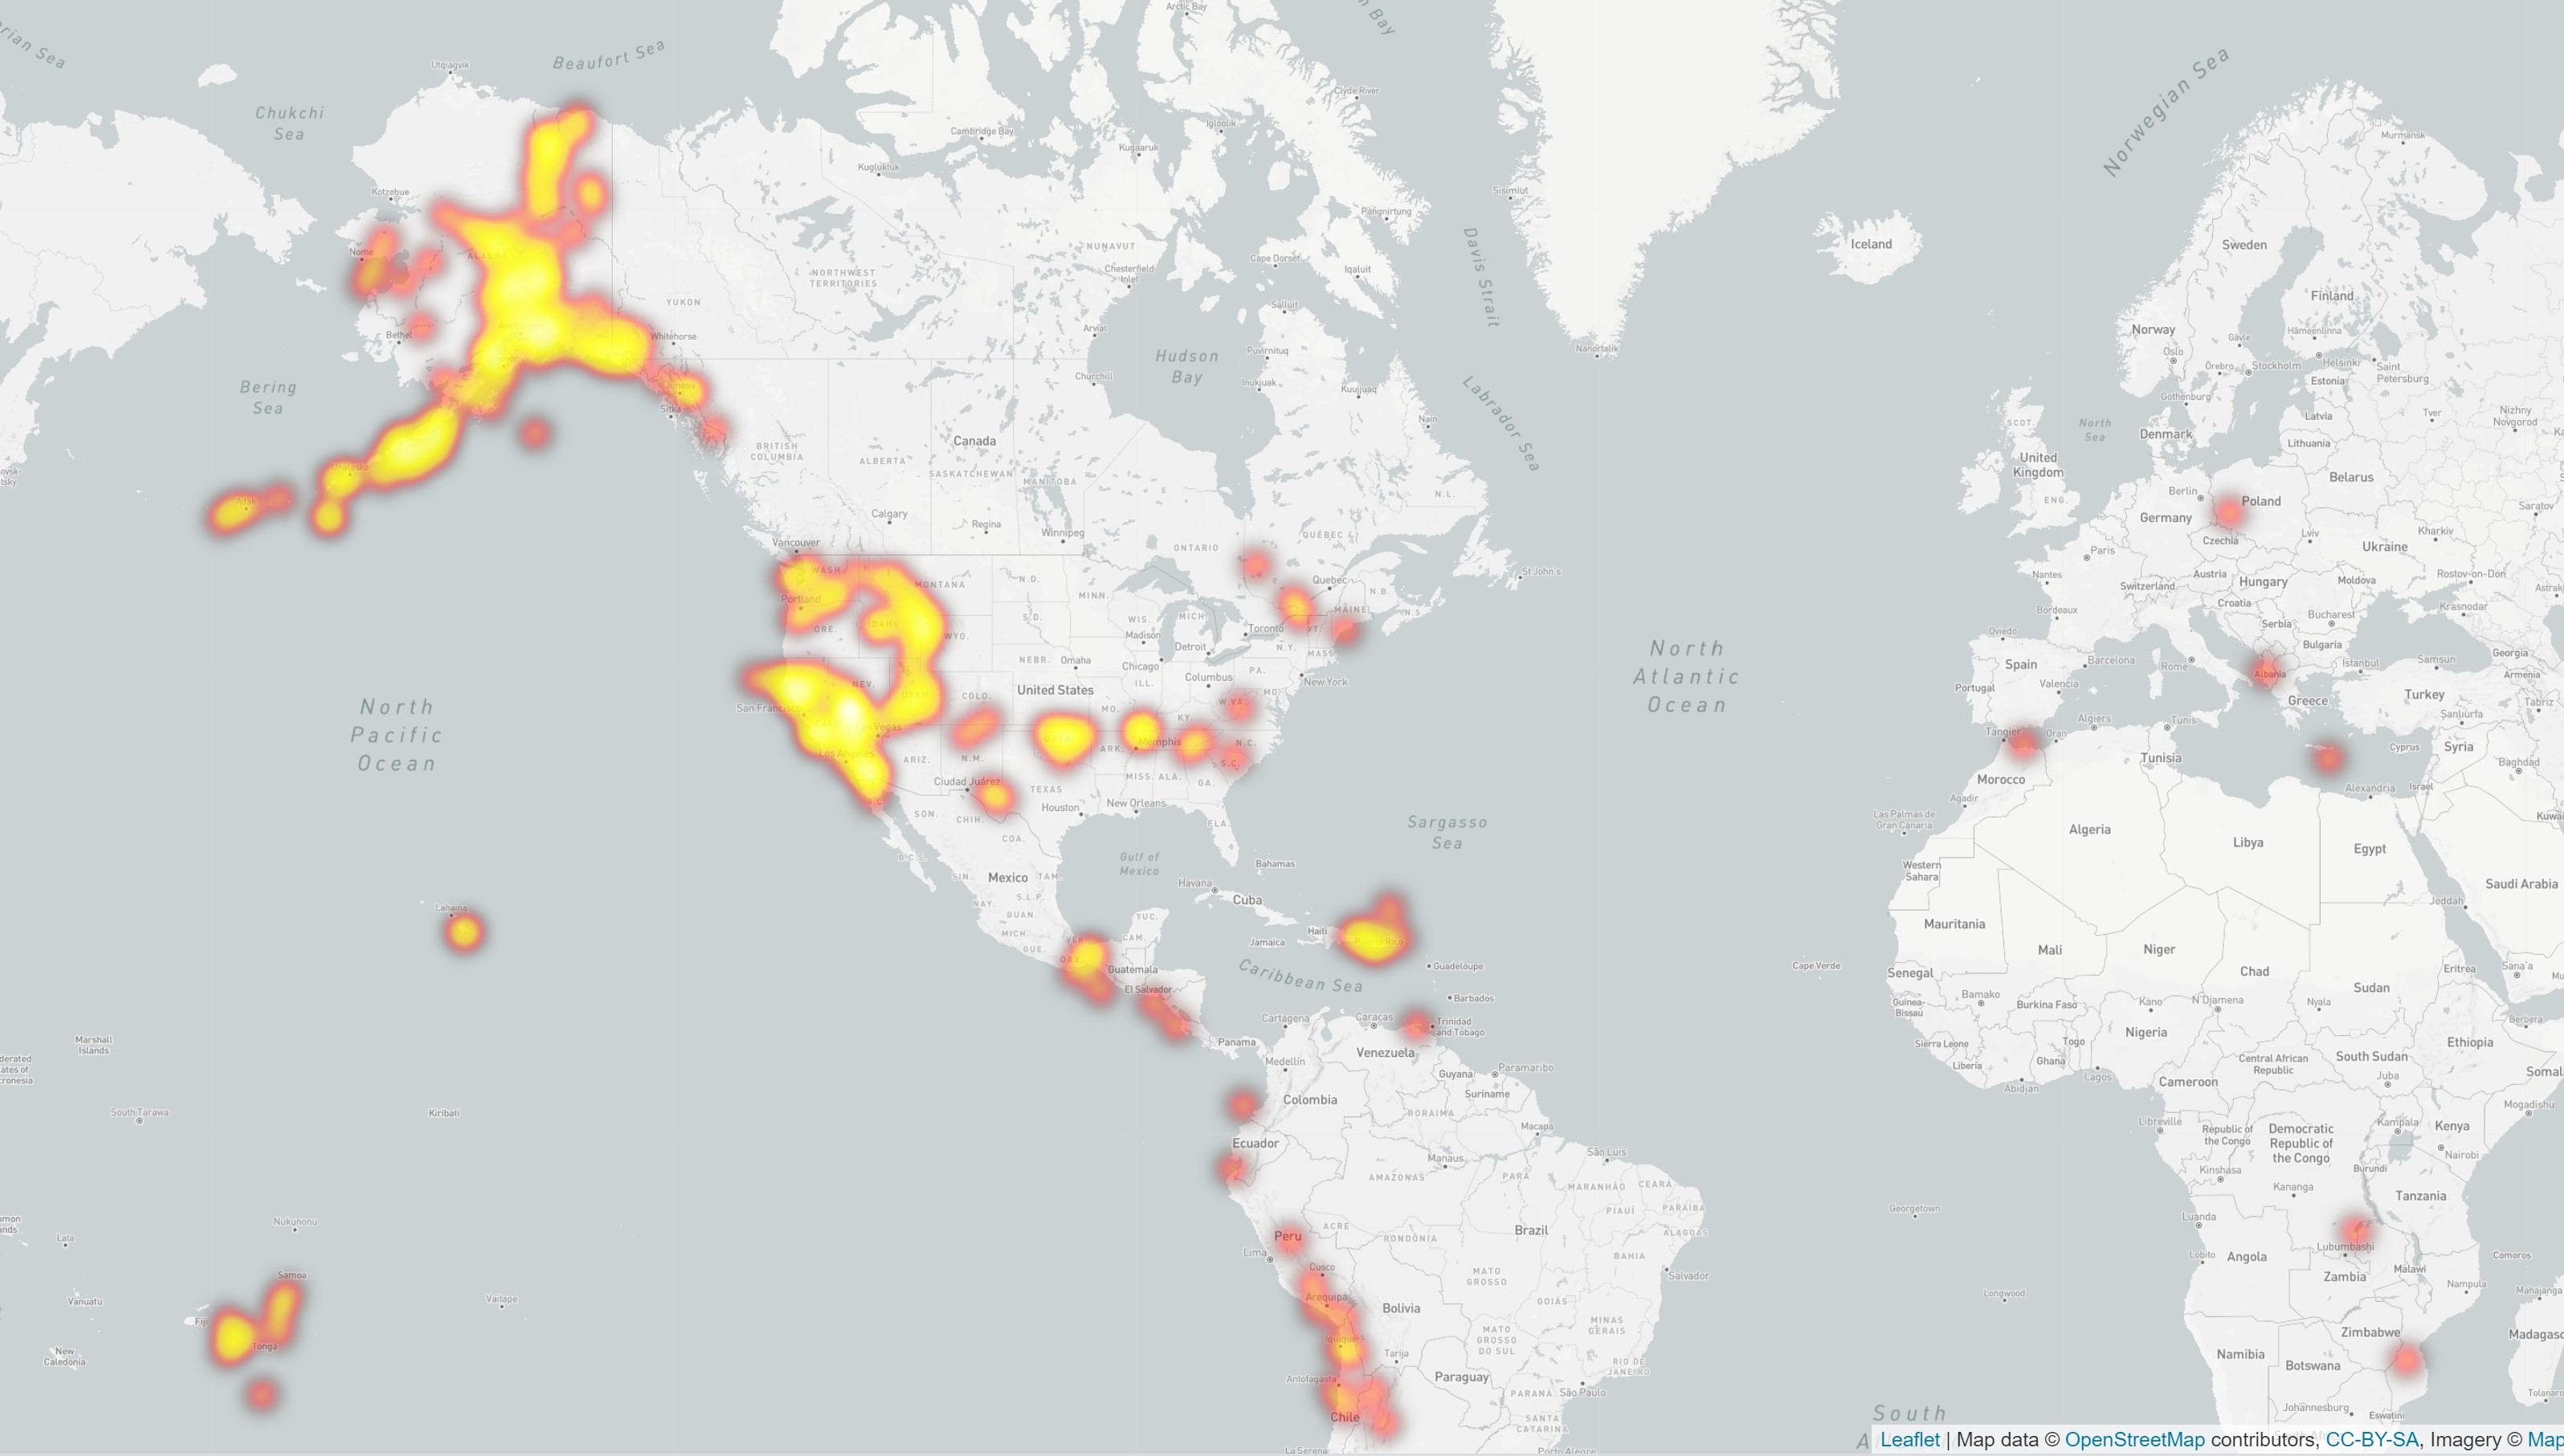 Beaufort Sea
Utqiagvik
Chukchi
Sea
Arctic Bay
Clyde River
Cambridge Bay
Igloolik
Kugaaruk
Kugluktuk
Norwegian Sea
Murmansk
Kotzebue
Sisimiut
Pangnirtung
Davis Strait
Nome
ALASKA
NUNAVUT
Iceland
Sweden
Cape Dorset
Iqaluit
Chesterfield
Inlet
NORTHWEST
TERRITORIES
YUKON
Salluit
Finland
Bethel
Whitehorse
Arviat
Norway
Hämeenlinna
Nanortalik
Hudson
Bay
Puvirnituq
Oslo
Gävle
Helsinki
Örebro
Stockholm
Saint
Petersburg
Estonia
Bering
Sea
Churchill
Inukjuak
Kuujjuaq
Labrador Sea
Juneau
Sitka
Gothenburg
Nain
SCOT.
North
Sea
Latvia
Tver
Nizhny
Novgorod
Denmark
Lithuania
BRITISH
COLUMBIA
Canada
ALBERTA
SASKATCHEWAN
MANITOBA
United
Kingdom
Belarus
N.L.
Berlin
Poland
ENG.
Germany
Saratov
Calgary
Regina
Winnipeg
Vancouver
ONTARIO
QUÉBEC
Czechia
Lviv
Kharkiv
Ukraine
Paris
St John's
WASH.
MONTANA
N.D.
MINN.
Quebec
N.B.
Nantes
Switzerland
Austria
Hungary
Moldova
Rostov-on-Don
Portland
Croatia
Bordeaux
Bucharest
Krasnodar
MAINE
N.S.
S.D.
WIS.
MICH.
Toronto
VT.
ORE.
IDAHO
WYO.
Madison
Serbia
Oviedo
Bulgaria
Detroit
N.Y.
MASS.
NEBR.
Omaha
Chicago
Spain
Barcelona
Rome
Istanbul
Samsun
Georgia
Albania
Armenia
North
Atlantic
Ocean
PA.
Columbus
New York
NEV.
UTAH
COLO.
United States
ILL.
MD.
Portugal
Valencia
Greece
Turkey
Tabriz
San Francisco
MO.
KY.
W.VA.
Algiers
Tunis
Şanlıurfa
North
Pacific
Ocean
Las Vegas
Los Angeles
ARK.
Memphis
N.C.
S.C.
Tangier
Oran
Cyprus
Syria
Tunisia
Baghdad
ARIZ.
N.M.
Ciudad Juárez
TEXAS
MISS.
ALA.
GA.
Morocco
Alexandria
Israel
B.C.
SON.
CHIH.
Houston
New Orleans
Agadir
COA.
FLA.
Sargasso
Sea
Las Palmas de
Gran Canaria
Algeria
Libya
Egypt
B.C.S.
Gulf of
Mexico
Bahamas
Western
Sahara
SIN.
Mexico
TAM.
Havana
Saudi Arabia
NAY.
S.L.P.
Cuba
Jeddah
Lahaina
GUAN.
YUC.
Mauritania
MICH.
GUE.
VER.
CAM.
Haiti
Jamaica
Puerto Rico
Mali
Niger
OAX.
Guatemala
Guadeloupe
Cape Verde
Senegal
Chad
Eritrea
Sana'a
Caribbean Sea
El Salvador
Barbados
Guinea-
Bissau
Bamako
Burkina Faso
Kano
N'Djamena
Nyala
Sudan
Cartagena
Caracas
Trinidad
and Tobago
Nigeria
Berbera
Marshall
Islands
Panama
Venezuela
Medellín
Guyana
Paramaribo
Suriname
Sierra Leone
Liberia
Togo
Ghana
Lagos
Abidjan
Central African
Republic
South Sudan
Juba
Ethiopia
Cameroon
South Tarawa
Kiribati
Colombia
RORAIMA
Macapa
Mogadishu
Libreville
Republic of
the Congo
Democratic
Republic of
the Congo
Kampala
Kenya
Ecuador
Manaus
São Luís
Nairobi
AMAZONAS
PARÁ
MARANHÃO
CEARÁ
Kinshasa
Burundi
Kananga
Tanzania
Nukunonu
PIAUÍ
PARAÍBA
Georgetown
Luanda
Lata
Peru
ACRE
RONDÔNIA
Brazil
ALAGOAS
Lima
BAHIA
Lobito
Angola
Lubumbashi
Comoros
Samoa
Cusco
MATO
GROSSO
Salvador
Zambia
Malawi
Nampula
Vanuatu
Vaitape
Arequipa
Bolivia
GOIÁS
Longwood
Mahajanga
Fiji
Tonga
Iquique
MATO
GROSSO
DO SUL
MINAS
GERAIS
Zimbabwe
New
Caledonia
Tarija
Namibia
Botswana
RIO DE
JANEIRO
Antofagasta
Paraguay
PARANÁ
São Paulo
Johannesburg
Eswatini
Chile
SANTA
CATARINA
South
La Serena
Porto Alegre
Leaflet | Map data © OpenStreetMap contributors, CC-BY-SA, Imagery © Map